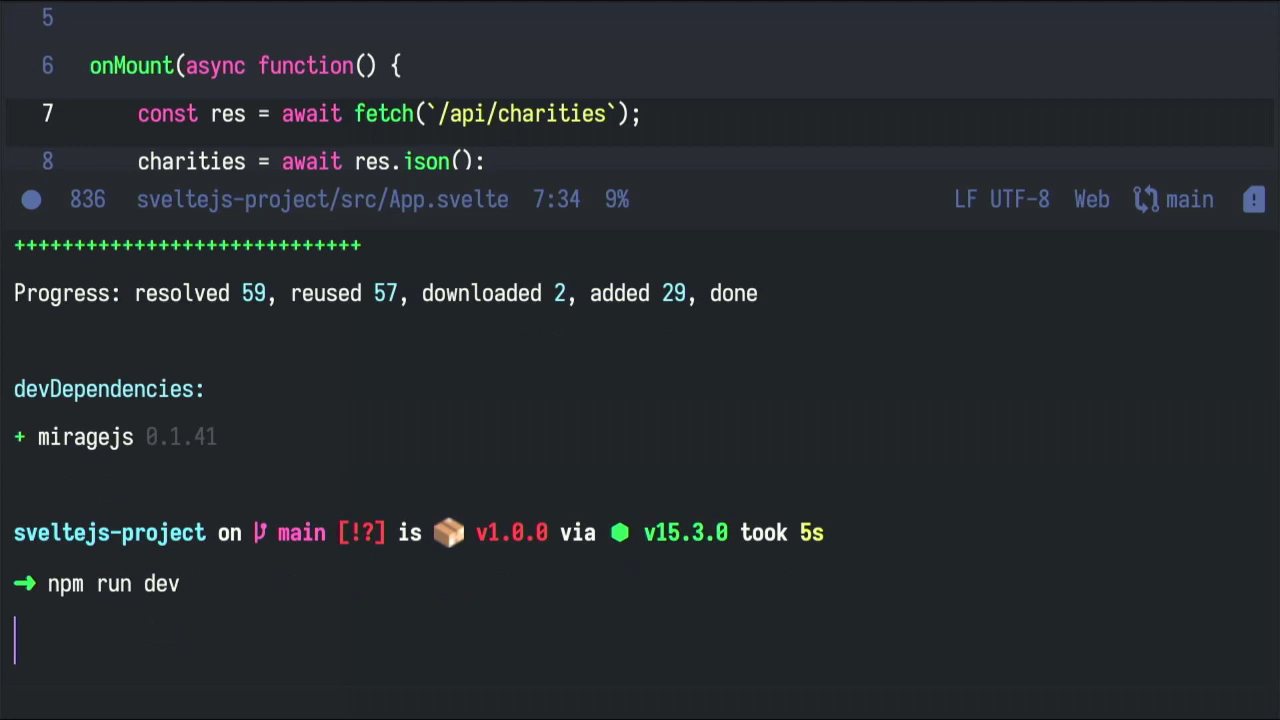 5
6 onMount(async function() {
7 const res = await fetch(`/api/charities`);
8 charities = await res.json();
836 sveltejs-project/src/App.svelte 7:34 9% LF UTF-8 Web main
+++++++++++++++++++++++++++++
Progress: resolved 59, reused 57, downloaded 2, added 29, done
devDependencies:
+ miragejs 0.1.41
sveltejs-project on main [!?] is 📦 v1.0.0 via ⬢ v15.3.0 took 5s
➜ npm run dev